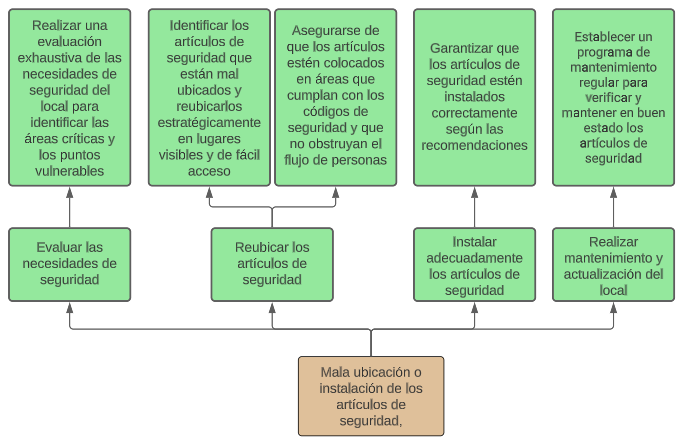 Realizar una
evaluación
exhaustiva de las
necesidades de
seguridad del
local para
identificar las
áreas críticas y
los puntos
vulnerables
Identificar los
artículos de
seguridad que
están mal
ubicados y
reubicarlos
estratégicamente
en lugares
visibles y de fácil
acceso
Asegurarse de
que los artículos
estén colocados
en áreas que
cumplan con los
códigos de
seguridad y que
no obstruyan el
flujo de personas
Garantizar que
los artículos de
seguridad estén
instalados
correctamente
según las
recomendaciones
Establecer un
programa de
mantenimiento
regular para
verificar y
mantener en buen
estado los
artículos de
seguridad
Evaluar las
necesidades de
seguridad
Reubicar los
artículos de
seguridad
Instalar
adecuadamente
los artículos de
seguridad
Realizar
mantenimiento y
actualización del
local
Mala ubicación o
instalación de los
artículos de
seguridad,